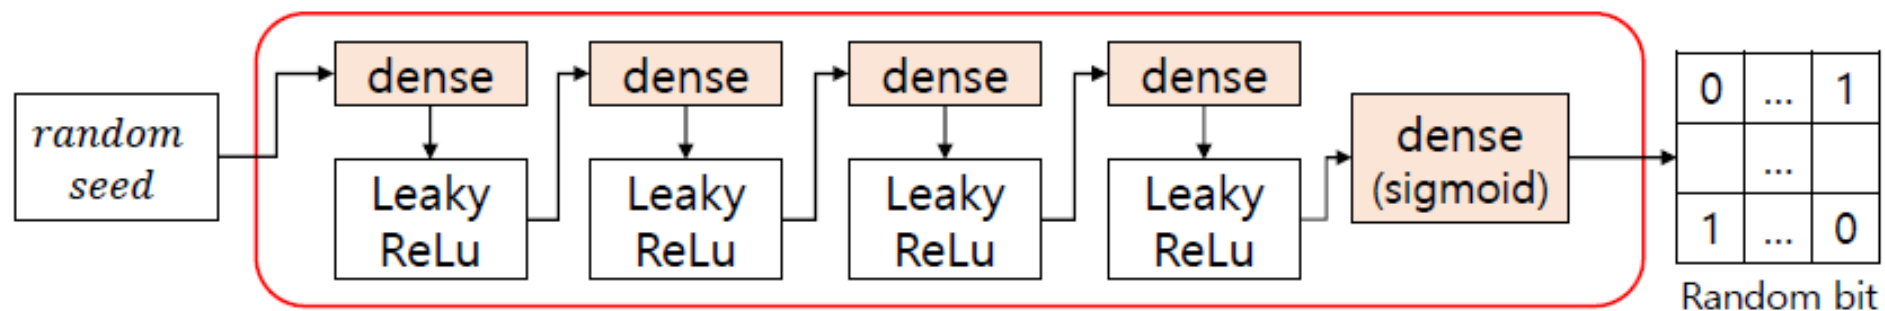 random
seed
dense
Leaky
ReLu
dense
Leaky
ReLu
dense
Leaky
ReLu
dense
Leaky
ReLu
dense
(sigmoid)
0 ... 1
...
1 ... 0
Random bit